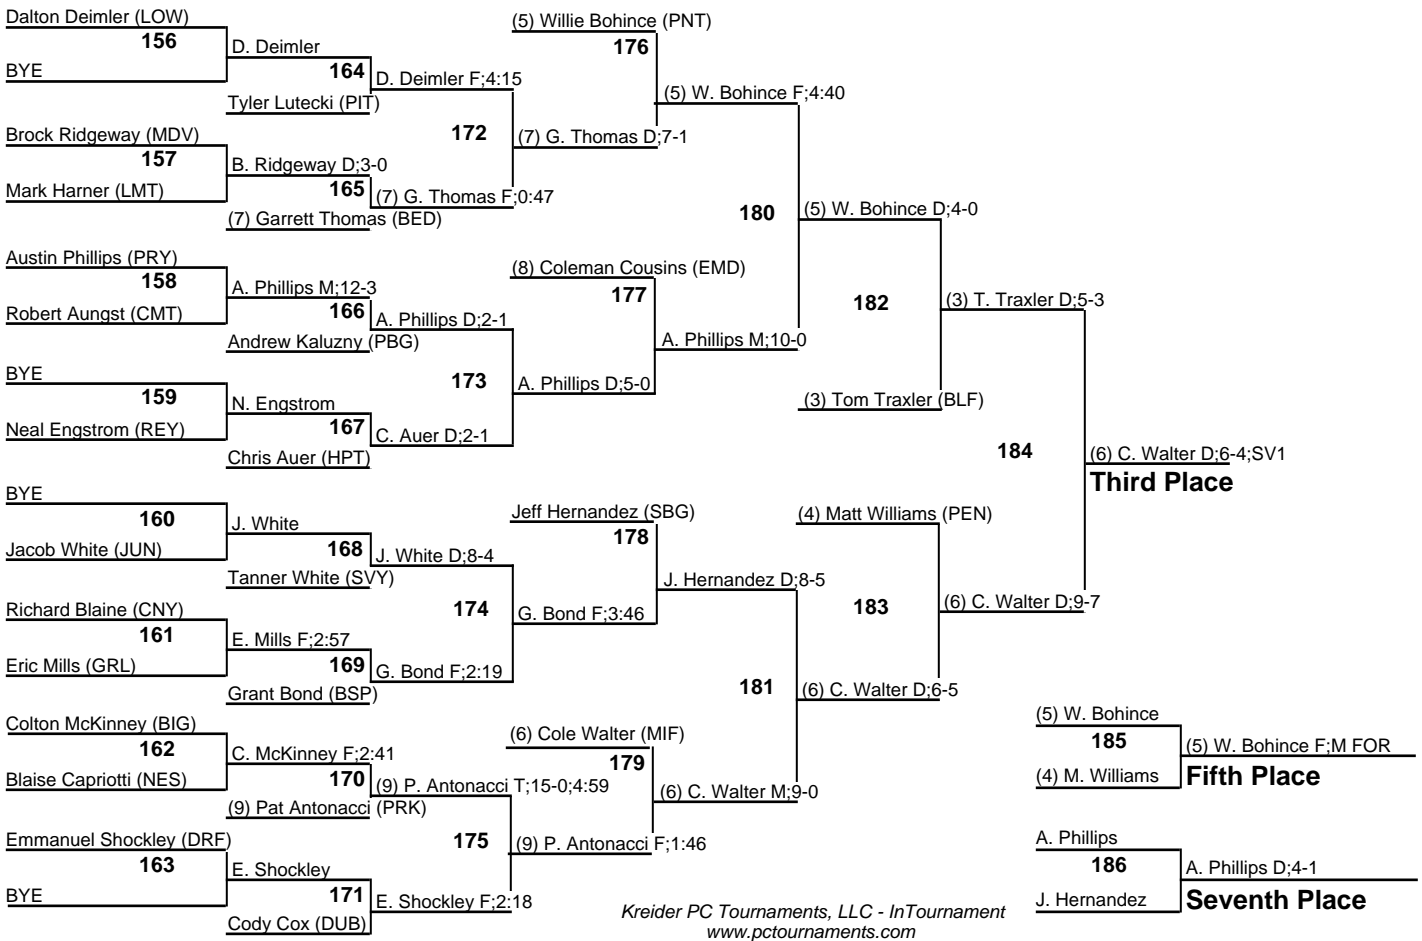 Dalton Deimler (LOW)
156
BYE
D. Deimler
164
Tyler Lutecki (PIT)
D. Deimler F;4:15
172
Brock Ridgeway (MDV)
157
Mark Harner (LMT)
B. Ridgeway D;3-0
165
(7) Garrett Thomas (BED)
(7) G. Thomas F;0:47
(5) Willie Bohince (PNT)
176
(7) G. Thomas D;7-1
(5) W. Bohince F;4:40
180
Austin Phillips (PRY)
158
Robert Aungst (CMT)
A. Phillips M;12-3
166
Andrew Kaluzny (PBG)
A. Phillips D;2-1
173
BYE
159
Neal Engstrom (REY)
N. Engstrom
167
Chris Auer (HPT)
C. Auer D;2-1
(8) Coleman Cousins (EMD)
177
A. Phillips D;5-0
A. Phillips M;10-0
(5) W. Bohince D;4-0
182
(3) Tom Traxler (BLF)
(3) T. Traxler D;5-3
184
(6) C. Walter D;6-4;SV1
Third Place
BYE
160
Jacob White (JUN)
J. White
168
Tanner White (SVY)
J. White D;8-4
174
Richard Blaine (CNY)
161
Eric Mills (GRL)
E. Mills F;2:57
169
Grant Bond (BSP)
G. Bond F;2:19
Jeff Hernandez (SBG)
178
G. Bond F;3:46
J. Hernandez D;8-5
181
(4) Matt Williams (PEN)
183
(6) C. Walter D;6-5
(6) C. Walter D;9-7
Colton McKinney (BIG)
162
Blaise Capriotti (NES)
C. McKinney F;2:41
170
(9) Pat Antonacci (PRK)
(9) P. Antonacci T;15-0;4:59
175
Emmanuel Shockley (DRF)
163
BYE
E. Shockley
171
Cody Cox (DUB)
E. Shockley F;2:18
(6) Cole Walter (MIF)
179
(9) P. Antonacci F;1:46
(6) C. Walter M;9-0
(5) W. Bohince
185
(4) M. Williams
(5) W. Bohince F;M FOR
Fifth Place
A. Phillips
186
J. Hernandez
A. Phillips D;4-1
Seventh Place
Kreider PC Tournaments, LLC - InTournament
www.pctournaments.com